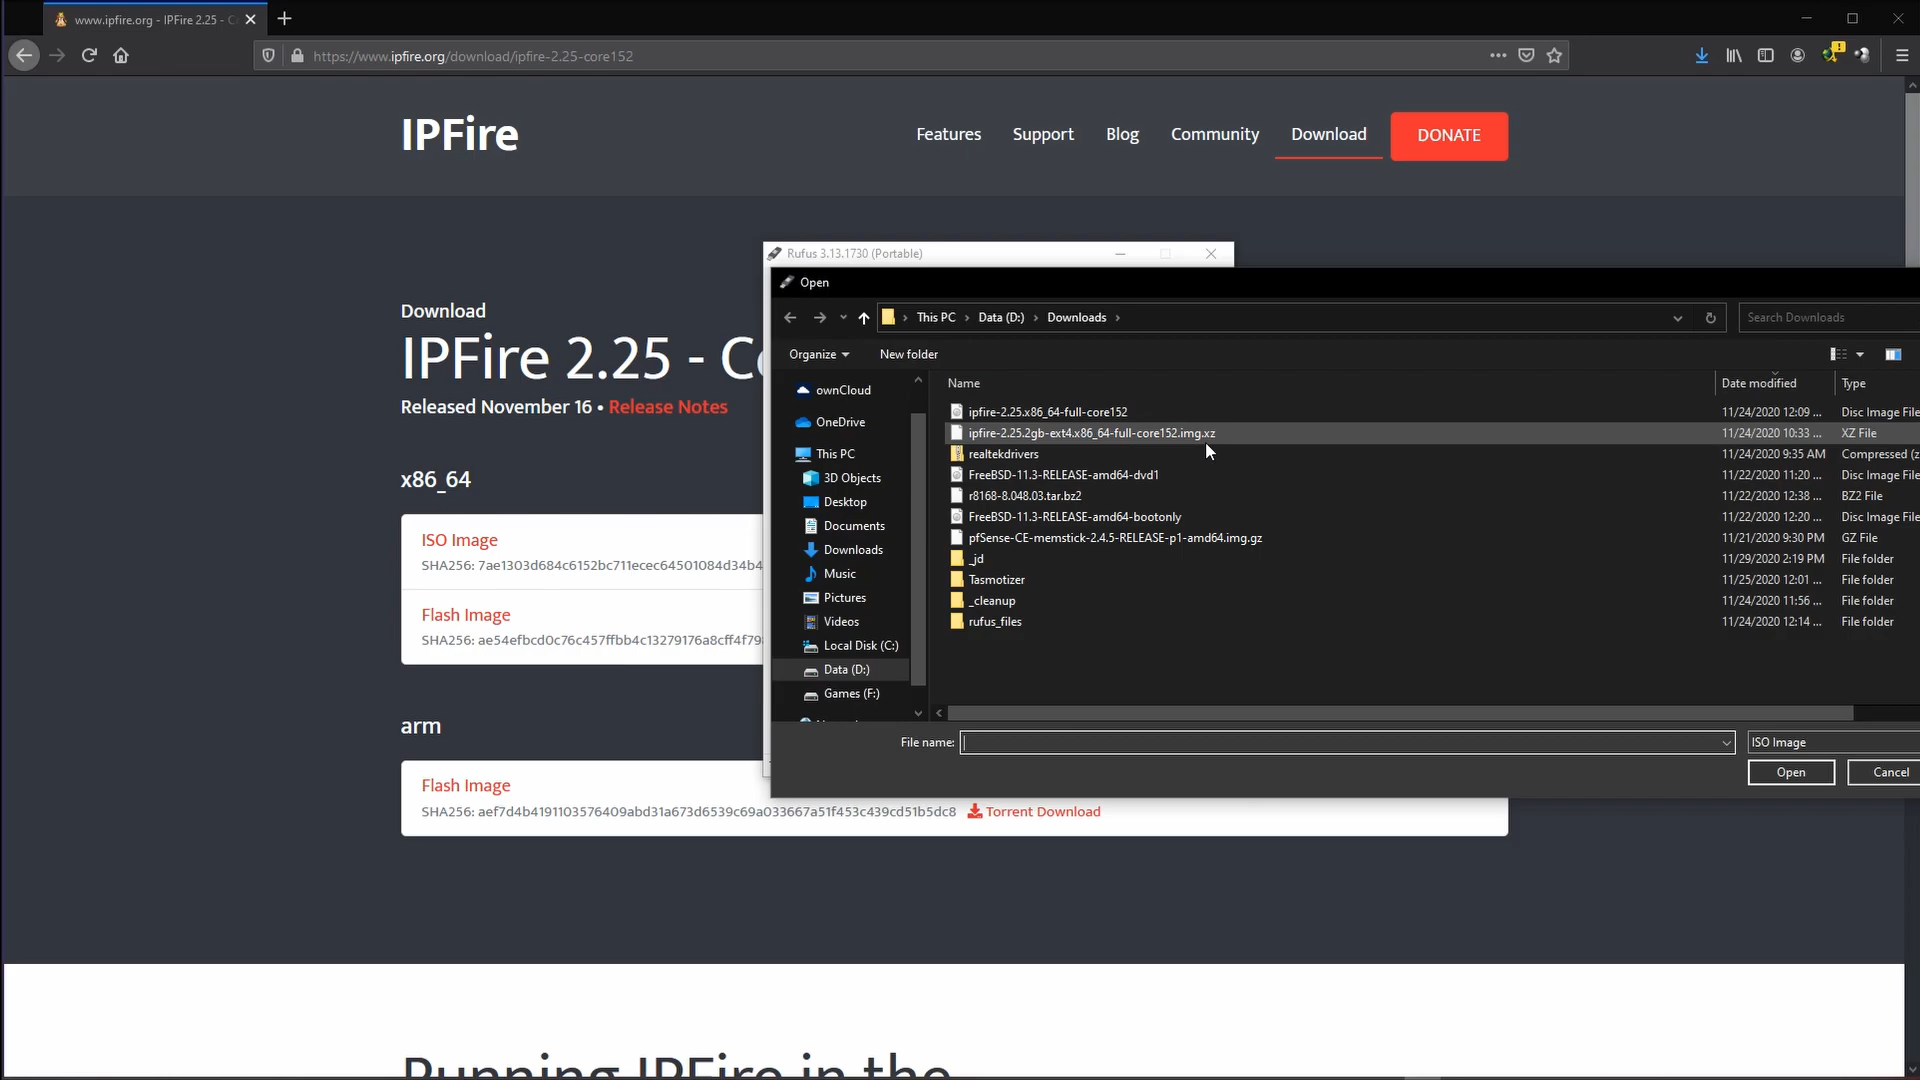 www.ipfire.org - IPFire 2.25 - C
https://www.ipfire.org/download/ipfire-2.25-core152
IPFire
Features
Support
Blog
Community
Download
DONATE
Download
IPFire 2.25 - C
Released November 16 • Release Notes
x86_64
ISO Image
SHA256: 7ae1303d684c6152bc711ecec64501084d34b4
Flash Image
SHA256: ae54efbcd0c76c457ffbb4c13279176a8cff4f79
arm
Flash Image
SHA256: aef7d4b4191103576409abd31a673d6539c69a033667a51f453c439cd51b5dc8 Torrent Download
Running IPFire in the
Rufus 3.13.1730 (Portable)
Open
This PC > Data (D:) > Downloads >
Search Downloads
Organize
New folder
ownCloud
OneDrive
This PC
3D Objects
Desktop
Documents
Downloads
Music
Pictures
Videos
Local Disk (C:)
Data (D:)
Games (F:)
Name Date modified Type
ipfire-2.25.x86_64-full-core152 11/24/2020 12:09 ... Disc Image File
ipfire-2.25.2gb-ext4.x86_64-full-core152.img.xz 11/24/2020 10:33 ... XZ File
realtekdrivers 11/24/2020 9:35 AM Compressed (z
FreeBSD-11.3-RELEASE-amd64-dvd1 11/22/2020 11:20 ... Disc Image File
r8168-8.048.03.tar.bz2 11/22/2020 12:38 ... BZ2 File
FreeBSD-11.3-RELEASE-amd64-bootonly 11/22/2020 12:20 ... Disc Image File
pfSense-CE-memstick-2.4.5-RELEASE-p1-amd64.img.gz 11/21/2020 9:30 PM GZ File
_jd 11/29/2020 2:19 PM File folder
Tasmotizer 11/25/2020 12:01 ... File folder
_cleanup 11/24/2020 11:56 ... File folder
rufus_files 11/24/2020 12:14 ... File folder
File name:
ISO Image
Open
Cancel